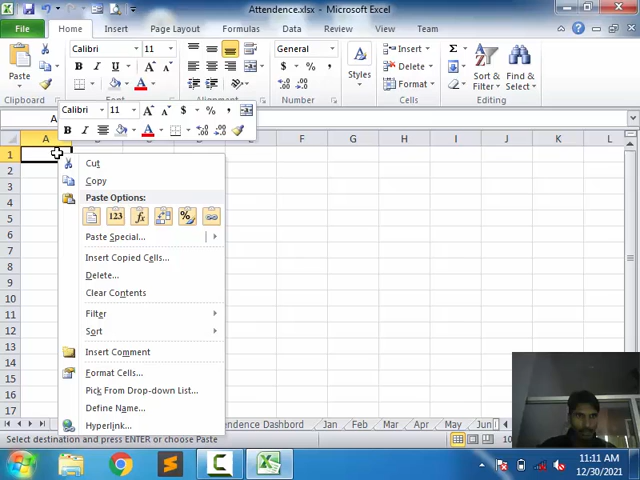 Attendence.xlsx - Microsoft Excel
File
Home
Insert
Page Layout
Formulas
Data
Review
View
Team
Paste
Clipboard
Calibri
11
B I U
A A
General
$ % ,
Number
Styles
Insert
Delete
Format
Cells
Σ
Sort & Filter
Find & Select
Editing
Calibri 11 A A $ % ,
B I A
A D E F G H I J K L
1
2
3
4
5
6
7
8
9
10
11
12
13
14
15
16
17
Cut
Copy
Paste Options:
123 fx %
Paste Special...
Insert Copied Cells...
Delete...
Clear Contents
Filter
Sort
Insert Comment
Format Cells...
Pick From Drop-down List...
Define Name...
Hyperlink...
endence Dashbord
Jan
Feb
Mar
Apr
May
Jun
Select destination and press ENTER or choose Paste
10
11:11 AM
12/30/2021